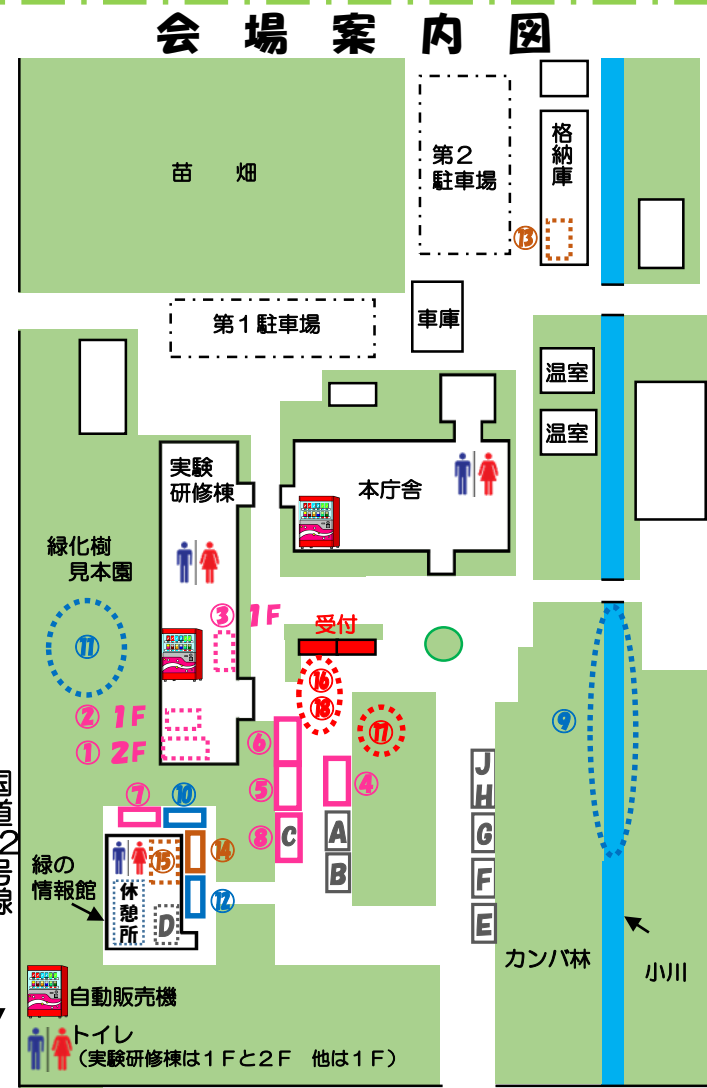 会場案内図
苗　畑
第２
駐車場
格
納
庫
⑬
第１駐車場
車庫
温室
温室
実験
研修棟
本庁舎
緑化樹
見本園
⑪
③ 1F
受付
⑯
⑱
⑰
② 1F
① 2F
⑨
⑥
⑤
④
⑧ C
A
B
J
H
G
F
E
⑦
⑩
⑭
⑮
⑫
緑の
情報館
休
憩
所
D
カンバ林
小川
自動販売機
トイレ
（実験研修棟は１Ｆと２Ｆ　他は１Ｆ）